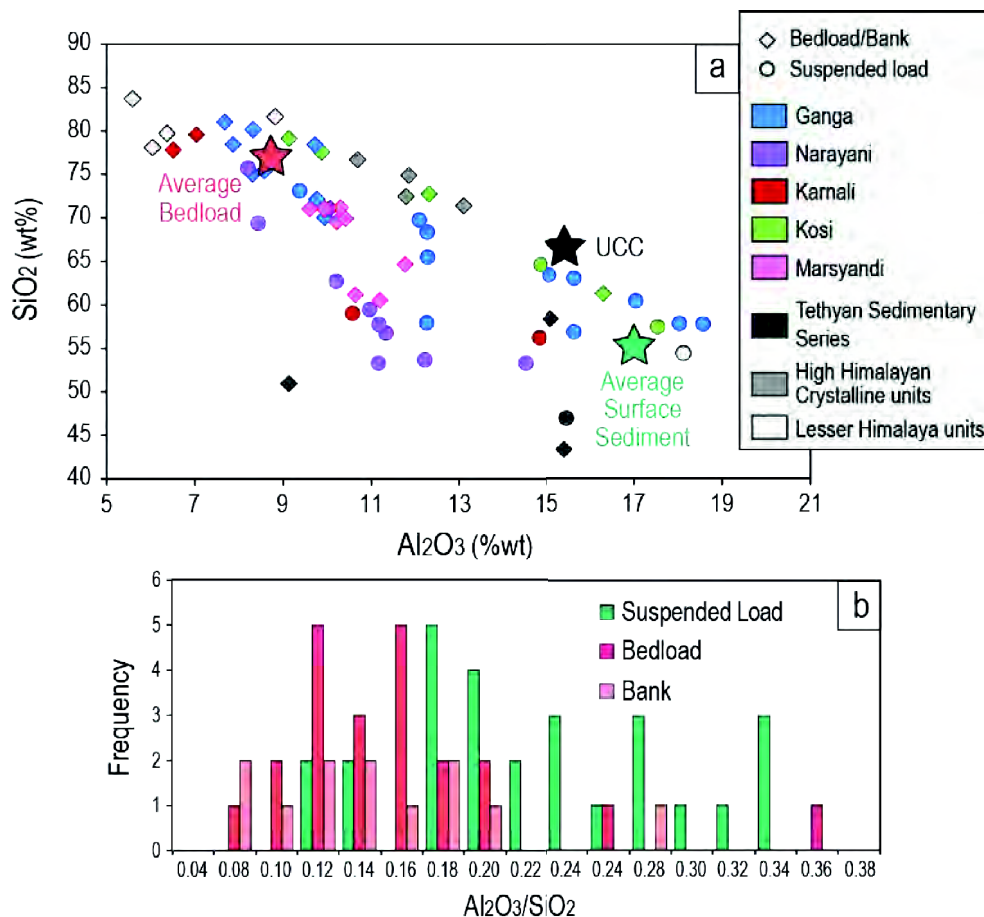 90
85
80
75
70
65
60
55
50
45
40
SiO2 (wt%)
a
Average
Bedload
UCC
Average
Surface
Sediment
5 7 9 11 13 15 17 19 21
Al2O3 (%wt)
Bedload/Bank
Suspended load
Ganga
Narayani
Karnali
Kosi
Marsyandi
Tethyan Sedimentary
Series
High Himalayan
Crystalline units
Lesser Himalaya units
b
6
5
4
3
2
1
0
Frequency
Suspended Load
Bedload
Bank
0.04 0.08 0.10 0.12 0.14 0.16 0.18 0.20 0.22 0.24 0.26 0.28 0.30 0.32 0.34 0.36 0.38
Al2O3/SiO2